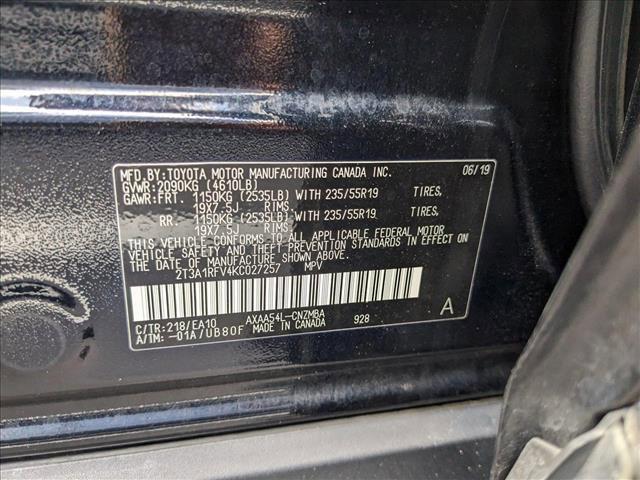 MFD.BY:TOYOTA MOTOR MANUFACTURING CANADA INC. 06/19
GVWR:2090KG (4610LB)
GAWR:FRT. 1150KG (2535LB) WITH 235/55R19 TIRES,
19X7.5J RIMS.
RR. 1150KG (2535LB) WITH 235/55R19 TIRES,
19X7.5J RIMS.
THIS VEHICLE CONFORMS TO ALL APPLICABLE FEDERAL MOTOR
VEHICLE SAFETY AND THEFT PREVENTION STANDARDS IN EFFECT
ON THE DATE OF MANUFACTURE SHOWN ABOVE.
2T3A1RFV4KC027257 MPV
C/TR:218/EA10 AXAA54L-CNZMBA A
A/TM:-01A/UB80F MADE IN CANADA 928